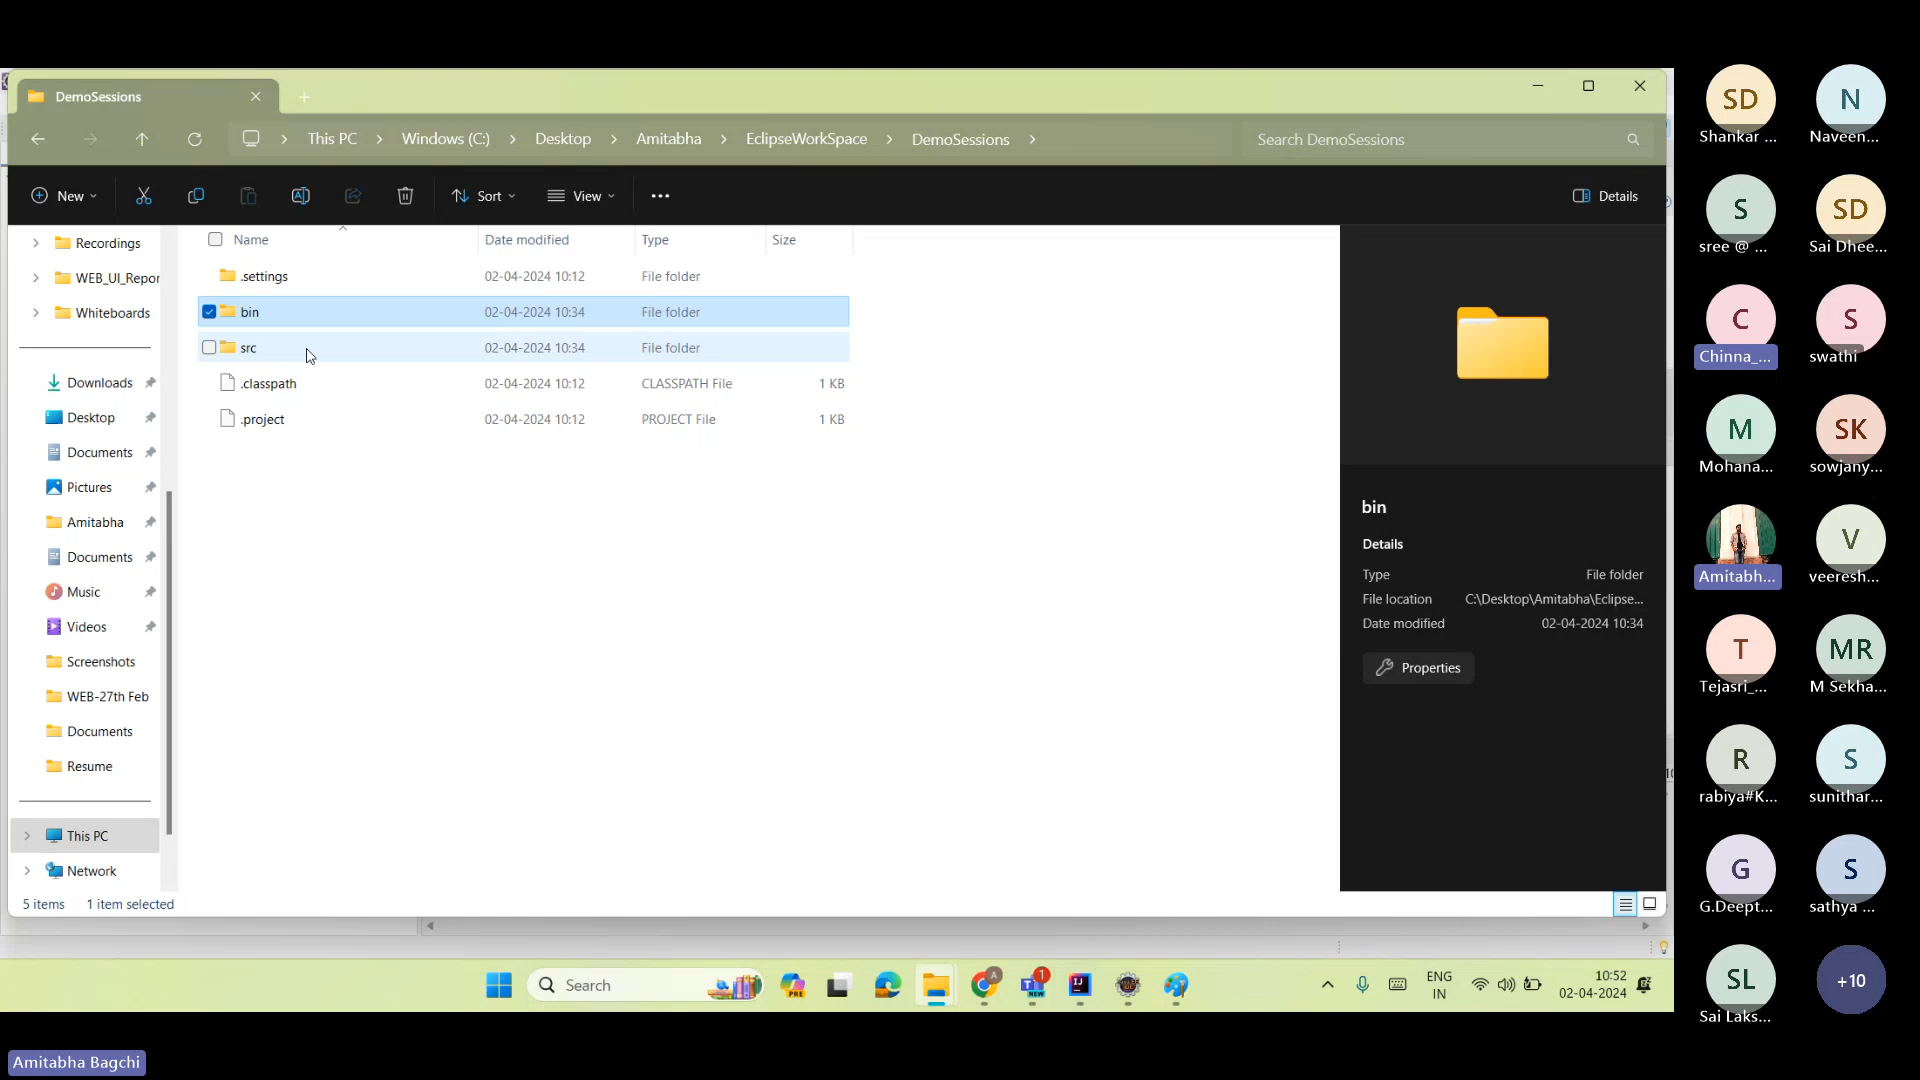 DemoSessions
This PC
Windows (C:)
Desktop
Amitabha
EclipseWorkSpace
DemoSessions
Search DemoSessions
New
Sort
View
Details
Recordings
WEB_UI_Repor
Whiteboards
Downloads
Desktop
Documents
Pictures
Amitabha
Documents
Music
Videos
Screenshots
WEB-27th Feb
Documents
Resume
This PC
Network
Name Date modified Type Size
.settings 02-04-2024 10:12 File folder
bin 02-04-2024 10:34 File folder
src 02-04-2024 10:34 File folder
.classpath 02-04-2024 10:12 CLASSPATH File 1 KB
.project 02-04-2024 10:12 PROJECT File 1 KB
bin
Details
Type File folder
File location C:\Desktop\Amitabha\Eclipse...
Date modified 02-04-2024 10:34
Properties
5 items 1 item selected
Search
PRE
A
1
NEW
IJ
ENG
IN
10:52
02-04-2024
SD
Shankar ...
N
Naveen...
S
sree @ ...
SD
Sai Dhee...
C
Chinna_...
S
swathi
M
Mohana...
SK
sowjany...
Amitabh...
V
veeresh...
T
Tejasri_...
MR
M Sekha...
R
rabiya#K...
S
sunithar...
G
G.Deept...
S
sathya ...
SL
Sai Laks...
+10
Amitabha Bagchi